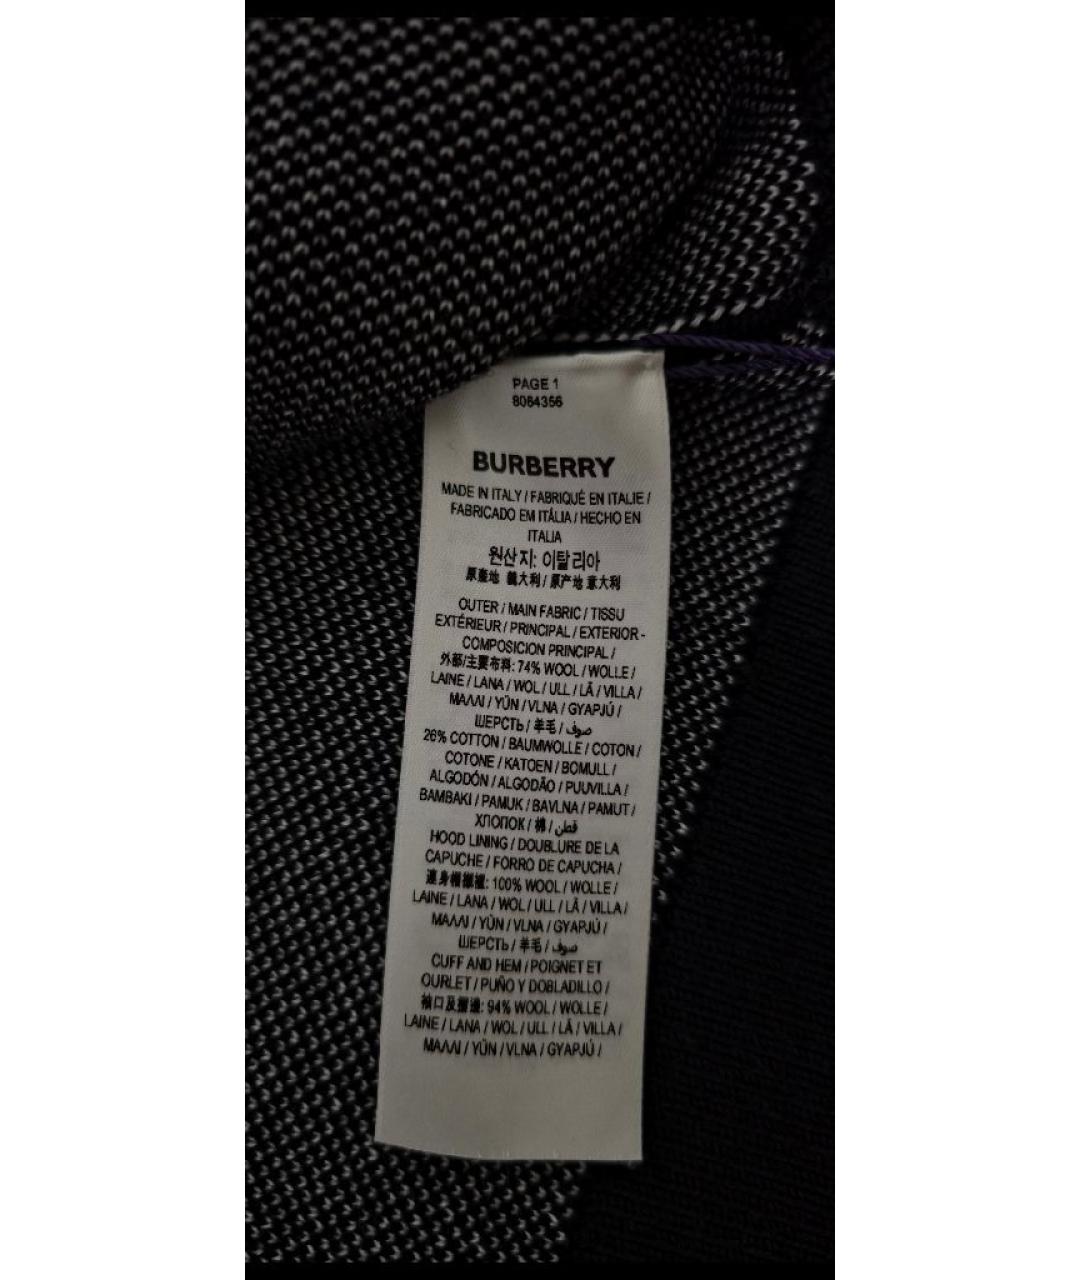 PAGE 1
8064356
BURBERRY
MADE IN ITALY / FABRIQUÉ EN ITALIE /
FABRICADO EM ITÁLIA / HECHO EN
ITALIA
원산지: 이탈리아
原產地 義大利 / 原产地 意大利
OUTER / MAIN FABRIC / TISSU
EXTÉRIEUR / PRINCIPAL / EXTERIOR -
COMPOSICION PRINCIPAL /
外部/主要布料: 74% WOOL / WOLLE /
LAINE / LANA / WOL / ULL / LÃ / VILLA /
ΜΑΛΛΙ / YÜN / VLNA / GYAPJÚ /
ШЕРСТЬ / 羊毛 / صوف /
26% COTTON / BAUMWOLLE / COTON /
COTONE / KATOEN / BOMULL /
ALGODÓN / ALGODÃO / PUUVILLA /
BAMBAKI / PAMUK / BAVLNA / PAMUT /
ХЛОПОК / 棉 / قطن /
HOOD LINING / DOUBLURE DE LA
CAPUCHE / FORRO DE CAPUCHA /
連身帽襯裡: 100% WOOL / WOLLE /
LAINE / LANA / WOL / ULL / LÃ / VILLA /
ΜΑΛΛΙ / YÜN / VLNA / GYAPJÚ /
ШЕРСТЬ / 羊毛 / صوف /
CUFF AND HEM / POIGNET ET
OURLET / PUÑO Y DOBLADILLO /
袖口及摺邊: 94% WOOL / WOLLE /
LAINE / LANA / WOL / ULL / LÃ / VILLA /
ΜΑΛΛΙ / YÜN / VLNA / GYAPJÚ /